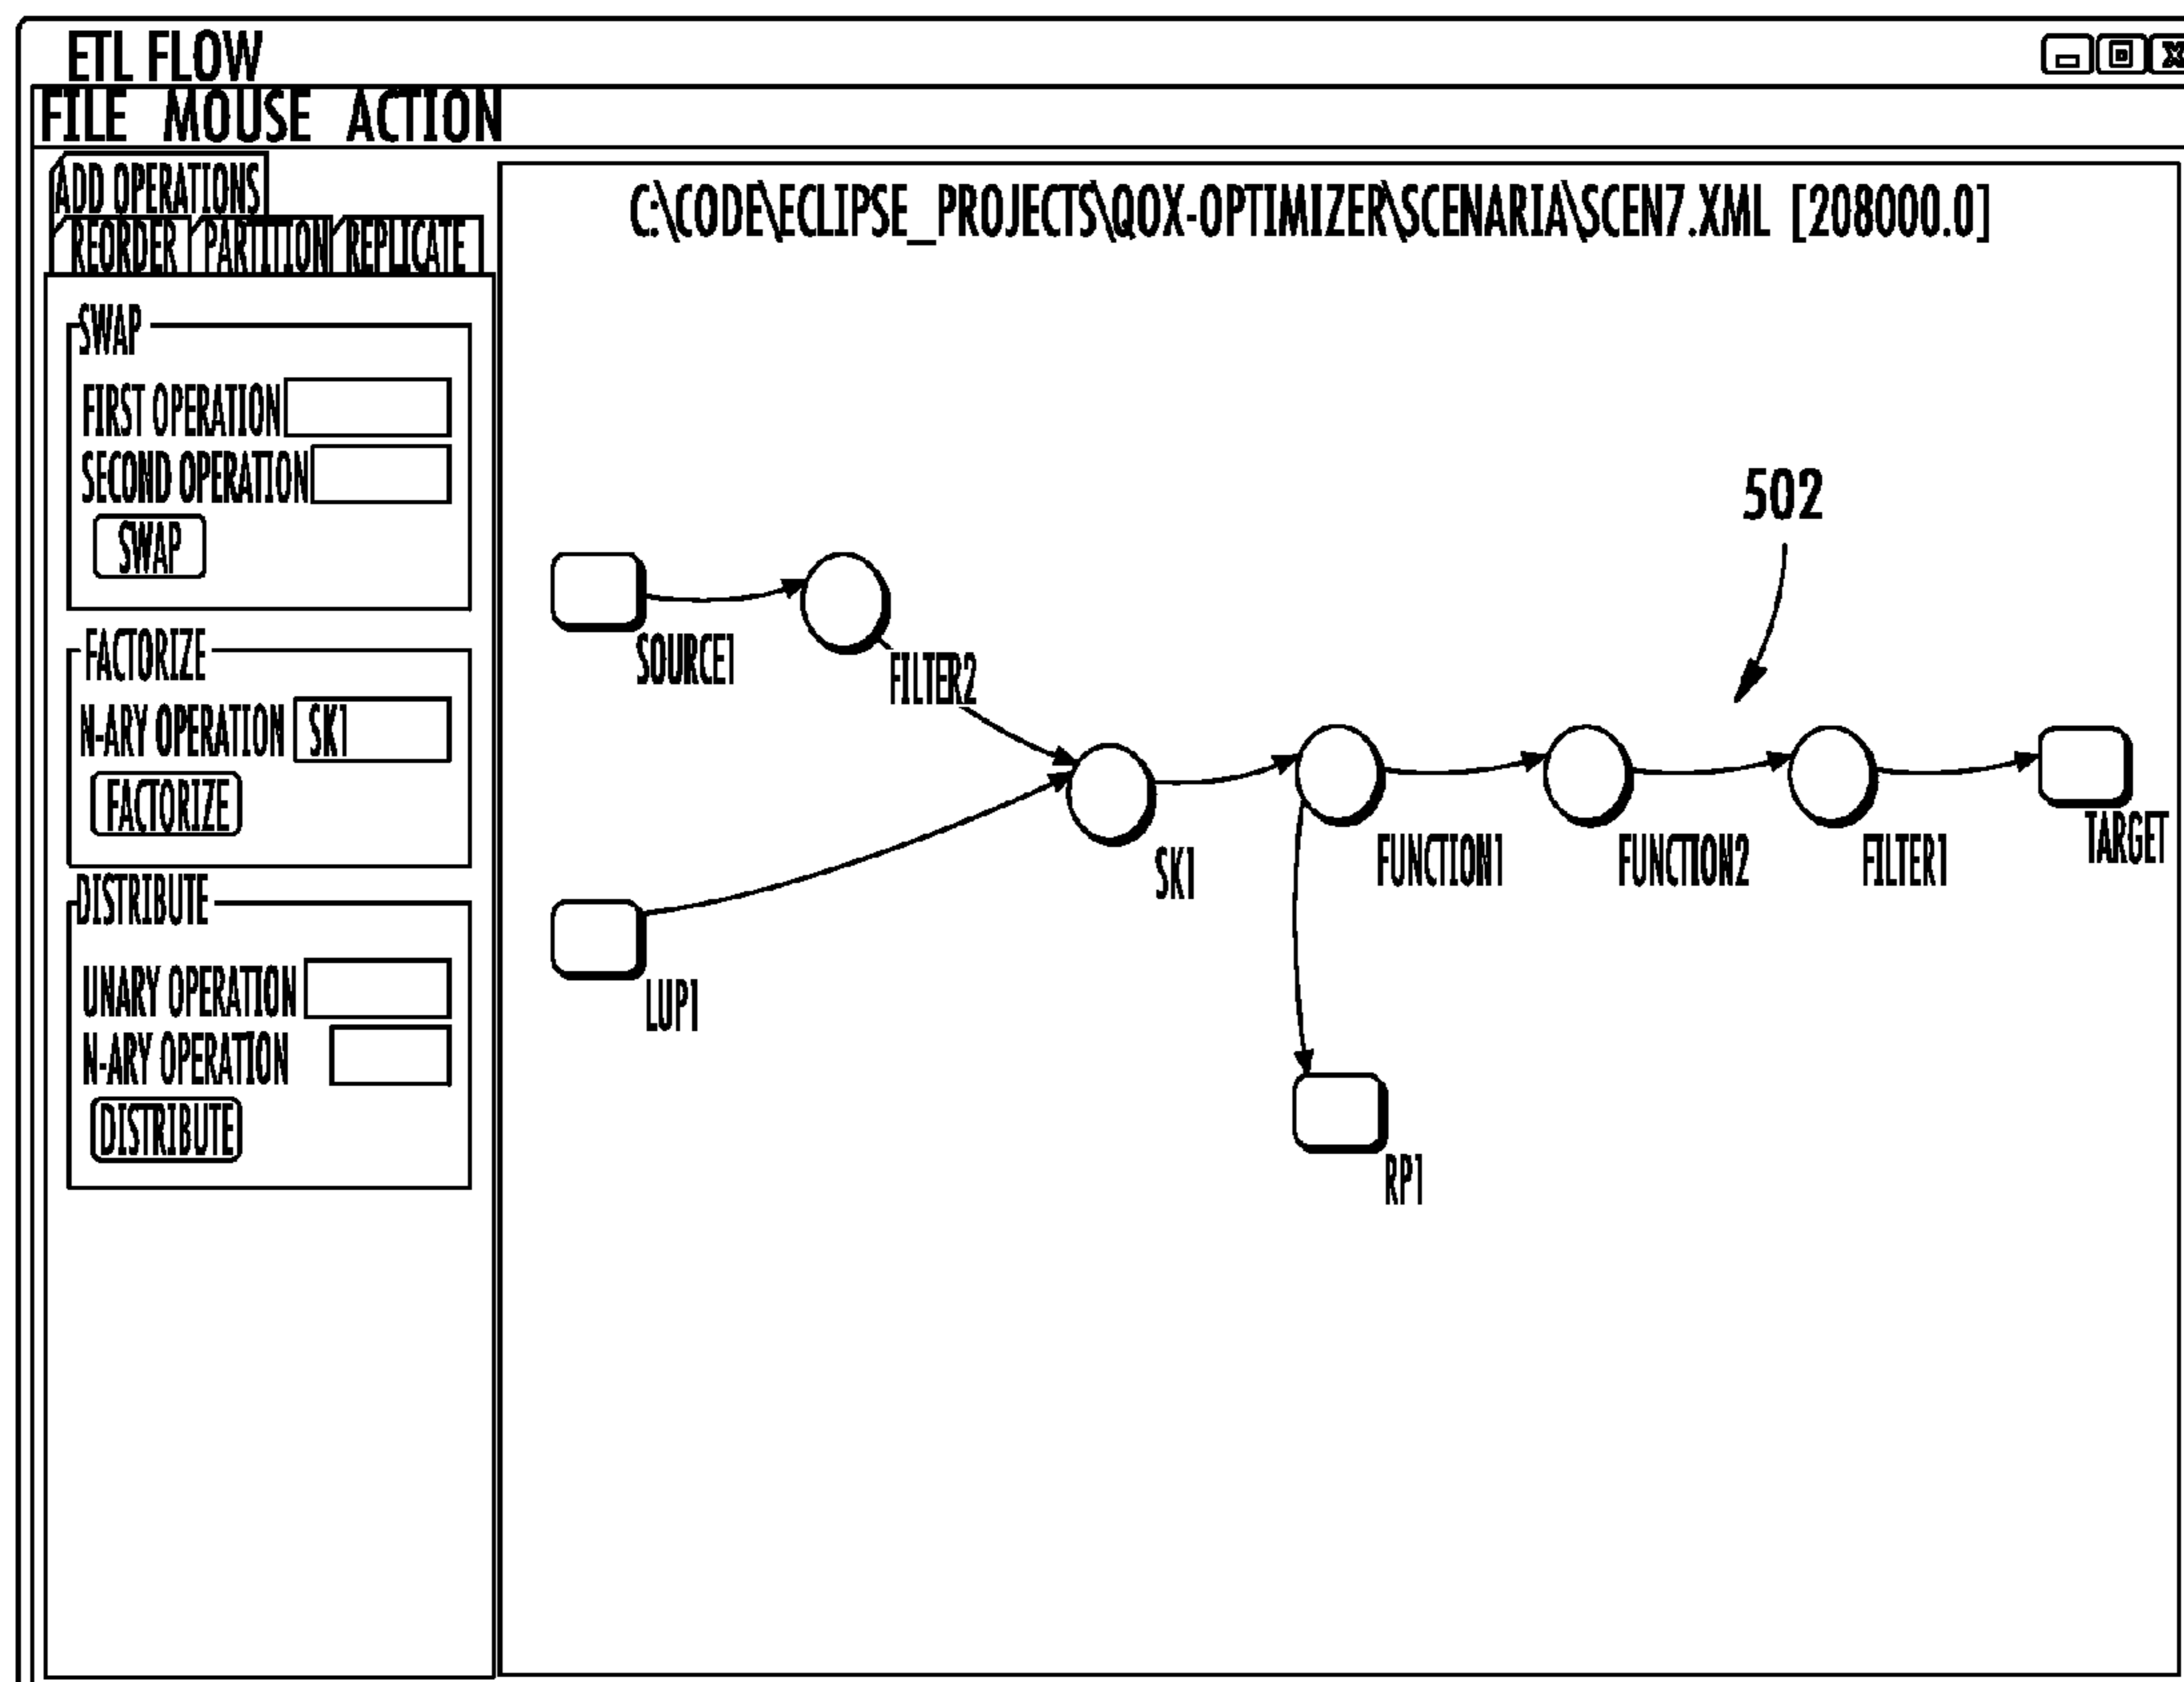 ETL FLOW
FILE MOUSE ACTION
ADD OPERATIONS
REORDER PARTITION REPLICATE
SWAP
FIRST OPERATION
SECOND OPERATION
SWAP
FACTORIZE
N-ARY OPERATION SK1
FACTORIZE
DISTRIBUTE
UNARY OPERATION
N-ARY OPERATION
DISTRIBUTE
C:\CODE\ECLIPSE_PROJECTS\QOX-OPTIMIZER\SCENARIA\SCEN7.XML [208000.0]
502
SOURCE1
FILTER2
SK1
FUNCTION1
FUNCTION2
FILTER1
TARGET
LUP1
RP1